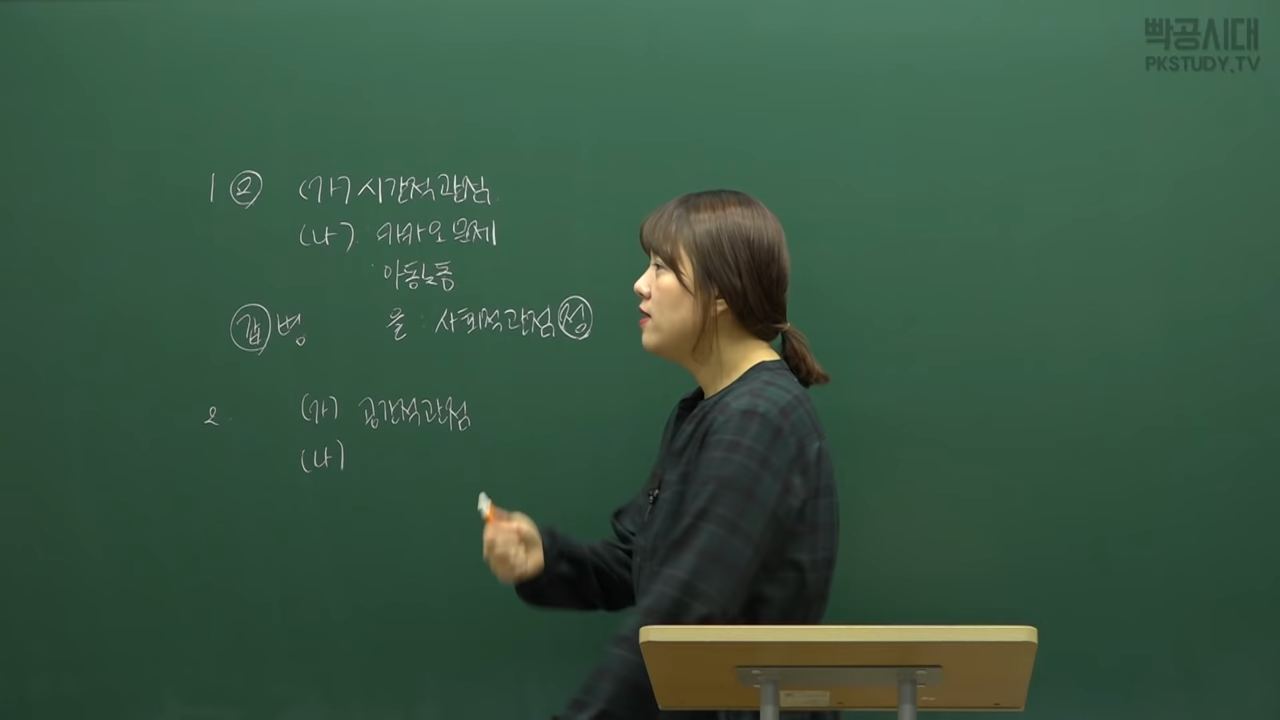 빡공시대
PKSTUDY.TV
1 ② (가) 시간적관점
(나). 카카오문제
아동노동
갑 병 을 : 사회적관점 정
2. (가) 공간적관점
(나)